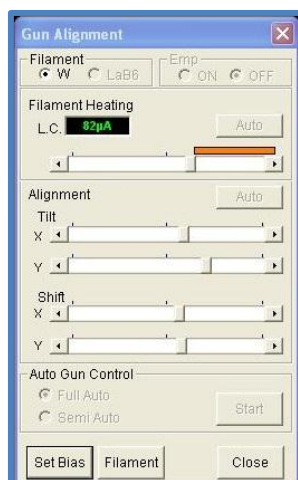 Gun Alignment
Filament Emp
W LaB6 ON OFF
Filament Heating
L.C. 82µA Auto
Alignment Auto
Tilt
X
Y
Shift
X
Y
Auto Gun Control
Full Auto
Semi Auto Start
Set Bias Filament Close